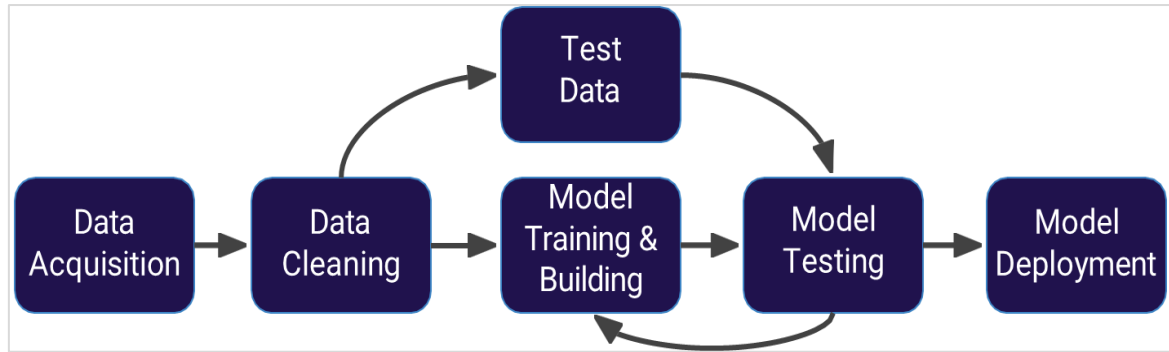 Test
Data
Data
Acquisition
Data
Cleaning
Model
Training &
Building
Model
Testing
Model
Deployment